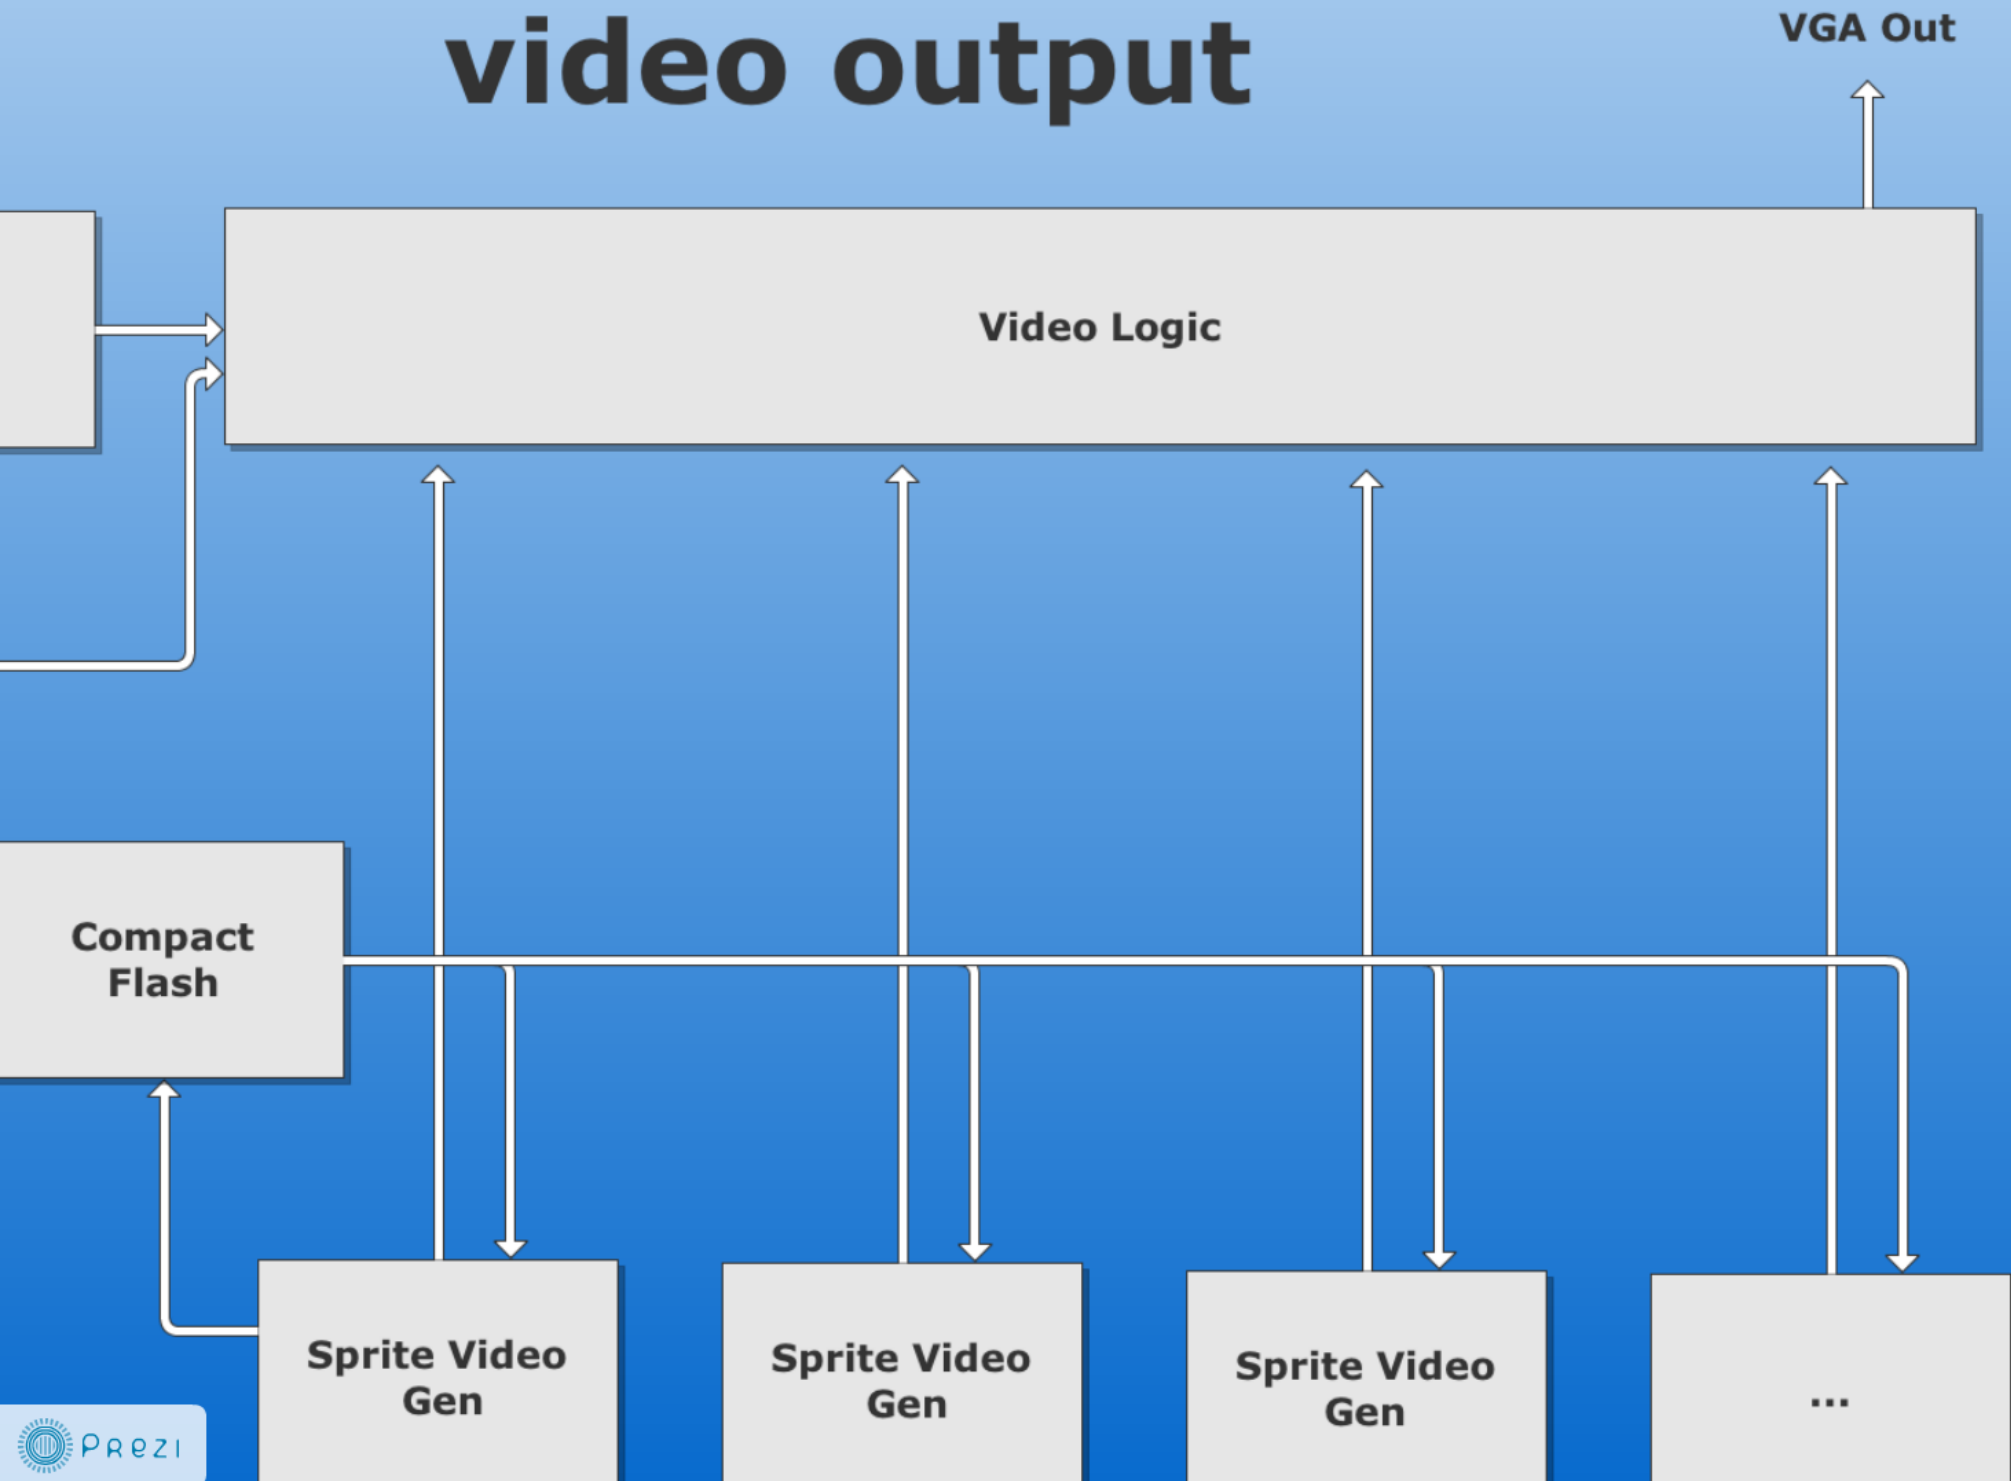 video output
VGA Out
Video Logic
Compact
Flash
Sprite Video
Gen
Sprite Video
Gen
Sprite Video
Gen
...
Prezi